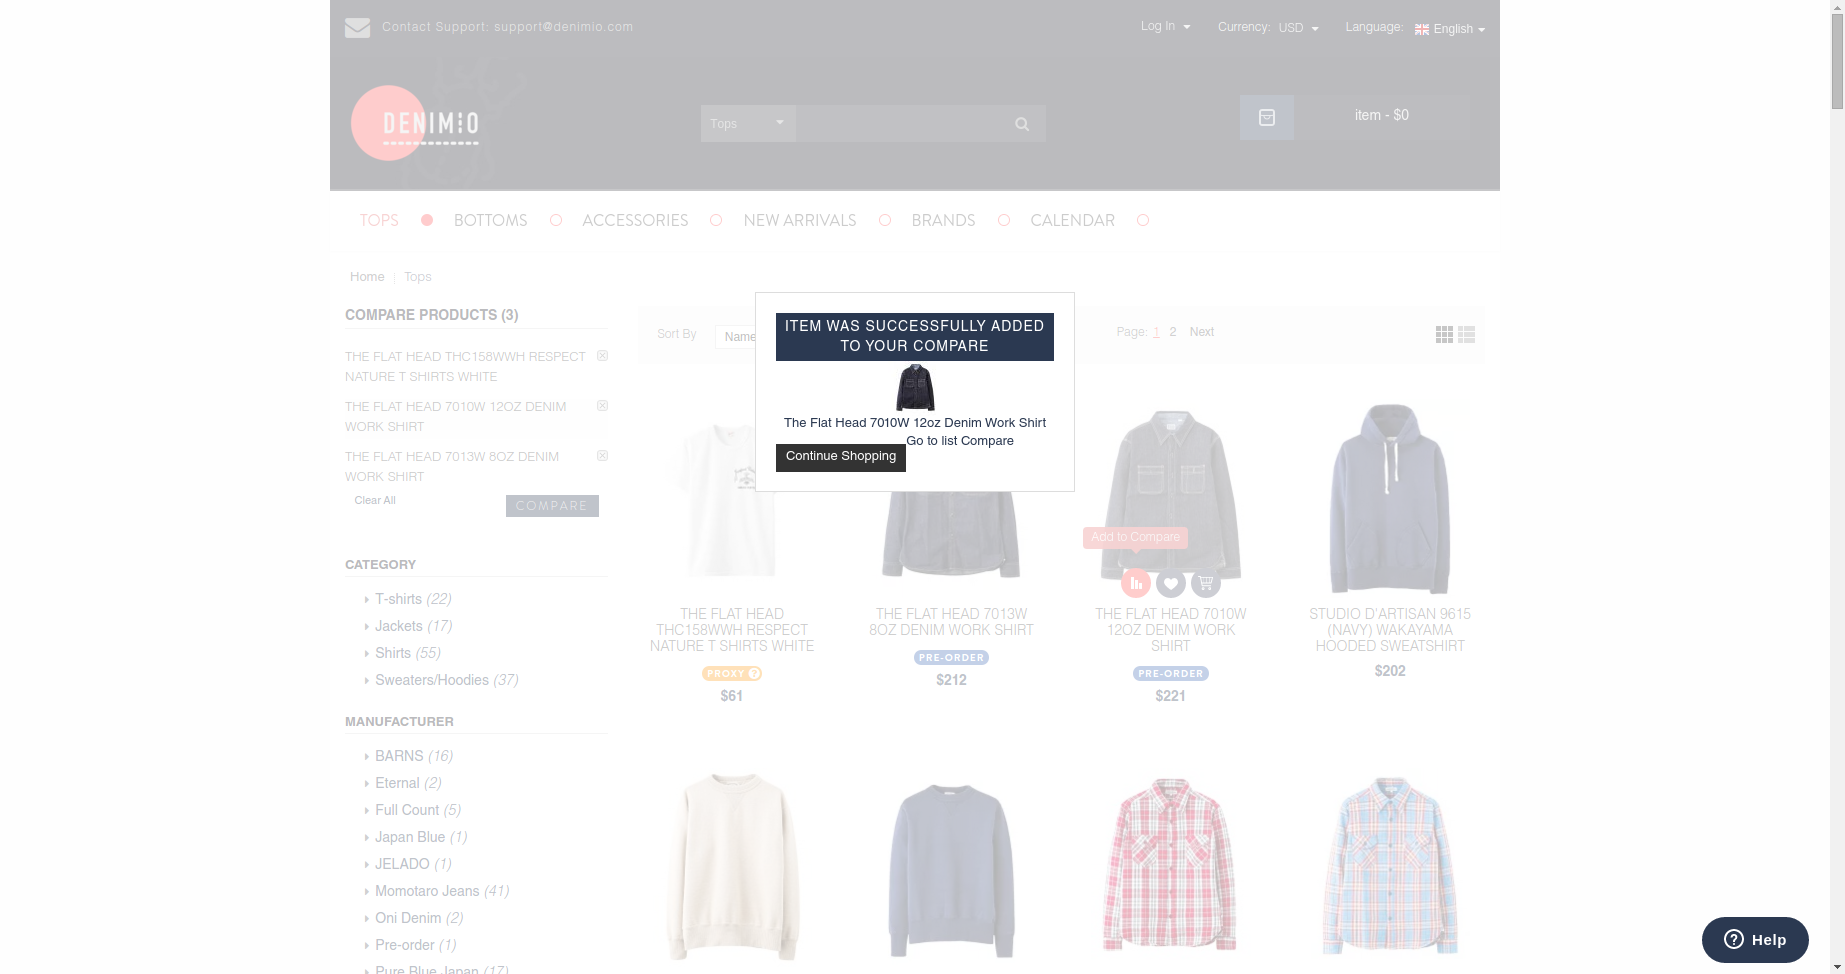 Contact Support: support@denimio.com
Log In
Currency: USD
Language: English
DENIMIO
Tops
item - $0
TOPS
BOTTOMS
ACCESSORIES
NEW ARRIVALS
BRANDS
CALENDAR
Home | Tops
COMPARE PRODUCTS (3)
THE FLAT HEAD THC158WWH RESPECT
NATURE T SHIRTS WHITE
THE FLAT HEAD 7010W 12OZ DENIM
WORK SHIRT
THE FLAT HEAD 7013W 8OZ DENIM
WORK SHIRT
Clear All
COMPARE
CATEGORY
T-shirts (22)
Jackets (17)
Shirts (55)
Sweaters/Hoodies (37)
MANUFACTURER
BARNS (16)
Eternal (2)
Full Count (5)
Japan Blue (1)
JELADO (1)
Momotaro Jeans (41)
Oni Denim (2)
Pre-order (1)
Pure Blue Japan (17)
Sort By
Name
Page: 1 2 Next
ITEM WAS SUCCESSFULLY ADDED
TO YOUR COMPARE
The Flat Head 7010W 12oz Denim Work Shirt
Go to list Compare
Continue Shopping
Add to Compare
THE FLAT HEAD
THC158WWH RESPECT
NATURE T SHIRTS WHITE
PROXY ?
$61
THE FLAT HEAD 7013W
8OZ DENIM WORK SHIRT
PRE-ORDER
$212
THE FLAT HEAD 7010W
12OZ DENIM WORK
SHIRT
PRE-ORDER
$221
STUDIO D'ARTISAN 9615
(NAVY) WAKAYAMA
HOODED SWEATSHIRT
$202
Help